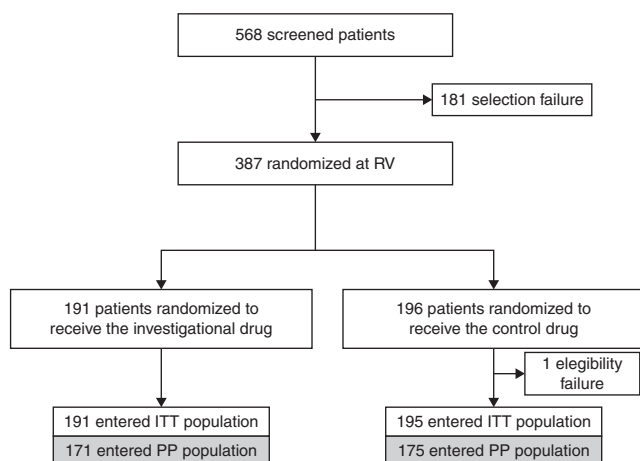 568 screened patients
181 selection failure
387 randomized at RV
191 patients randomized to
receive the investigational drug
196 patients randomized to
receive the control drug
1 elegibility
failure
191 entered ITT population
171 entered PP population
195 entered ITT population
175 entered PP population